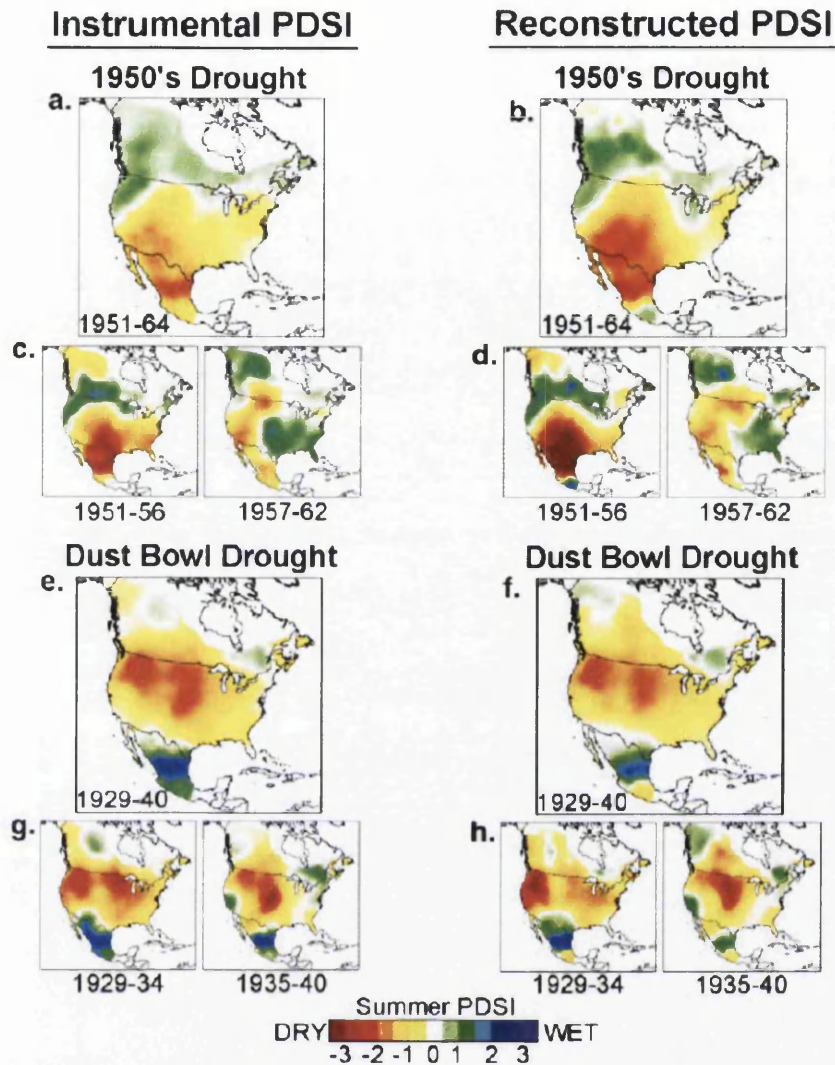 Instrumental PDSI
Reconstructed PDSI
1950's Drought
1950's Drought
a.
b.
1951-64
1951-64
c.
d.
1951-56
1957-62
1951-56
1957-62
Dust Bowl Drought
Dust Bowl Drought
e.
f.
1929-40
1929-40
g.
h.
1929-34
1935-40
1929-34
1935-40
Summer PDSI
DRY
WET
-3 -2 -1 0 1 2 3